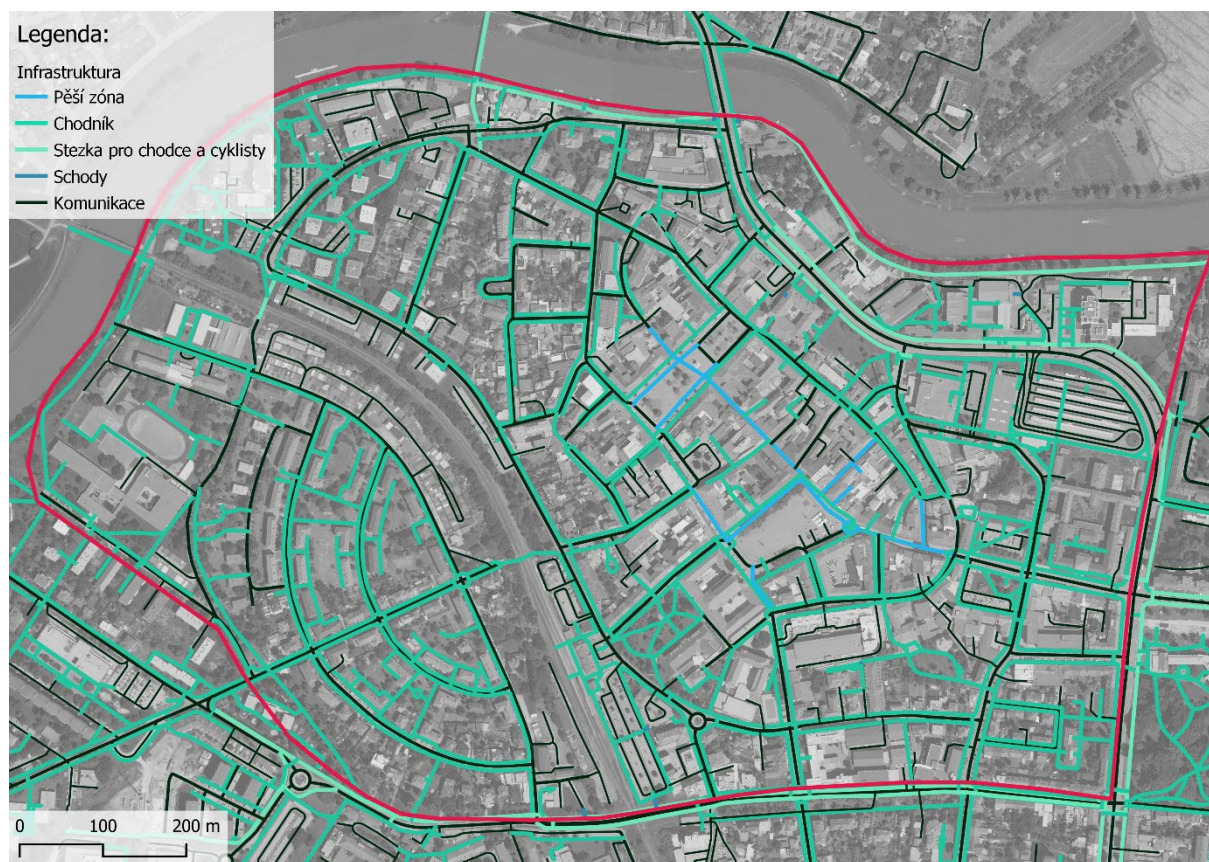 Legenda:
Infrastruktura
Pěší zóna
Chodník
Stezka pro chodce a cyklisty
Schody
Komunikace
0 100 200 m